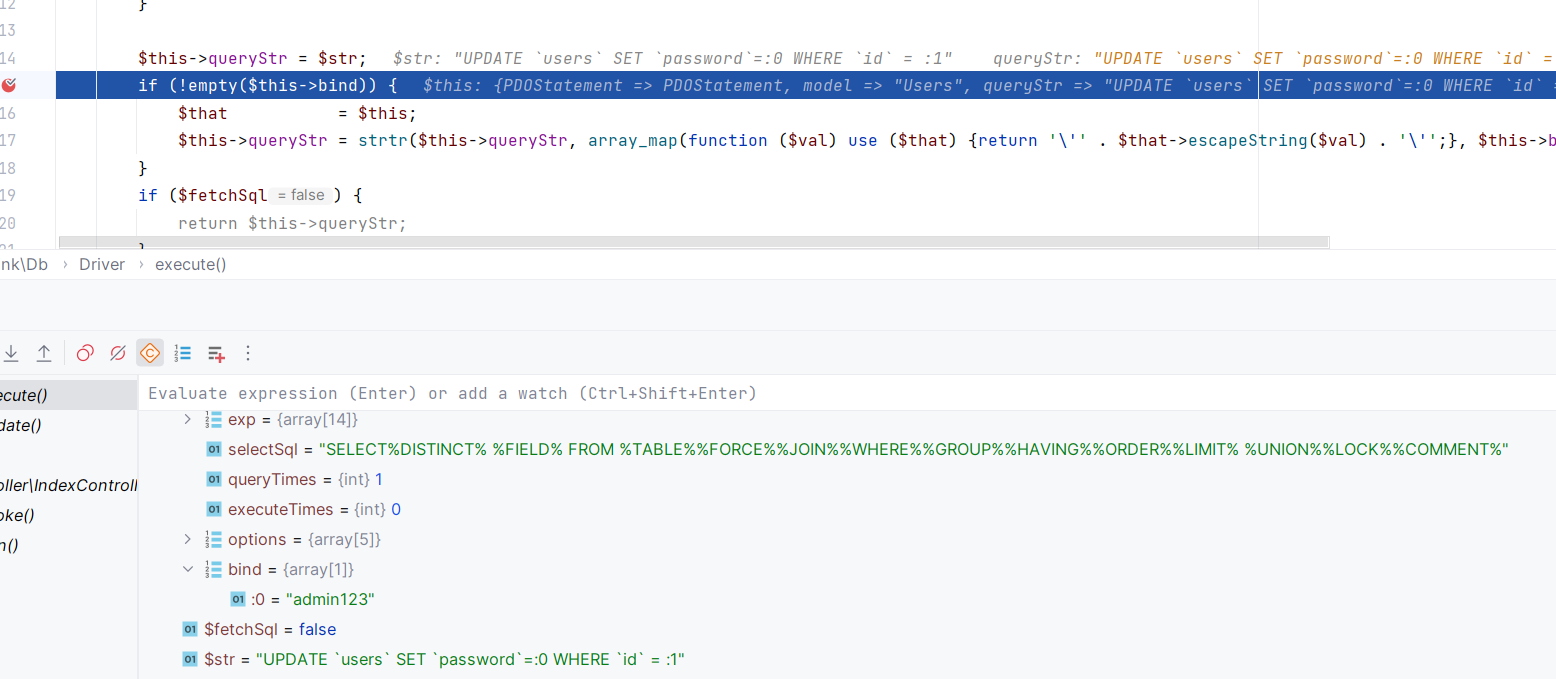 12 }
13
14 $this->queryStr = $str; $str: "UPDATE `users` SET `password`=:0 WHERE `id` = :1" queryStr: "UPDATE `users` SET `password`=:0 WHERE `id` =
if (!empty($this->bind)) { $this: {PDOStatement => PDOStatement, model => "Users", queryStr => "UPDATE `users` SET `password`=:0 WHERE `id` =
16 $that = $this;
17 $this->queryStr = strtr($this->queryStr, array_map(function ($val) use ($that) {return '\'' . $that->escapeString($val) . '\'';}, $this->b
18 }
19 if ($fetchSql = false ) {
20 return $this->queryStr;
21 }
nk\Db › Driver › execute()
Evaluate expression (Enter) or add a watch (Ctrl+Shift+Enter)
ecute()
date()
oller\IndexControll
oke()
n()
exp = {array[14]}
selectSql = "SELECT%DISTINCT% %FIELD% FROM %TABLE%%FORCE%%JOIN%%WHERE%%GROUP%%HAVING%%ORDER%%LIMIT% %UNION%%LOCK%%COMMENT%"
queryTimes = {int} 1
executeTimes = {int} 0
options = {array[5]}
bind = {array[1]}
:0 = "admin123"
$fetchSql = false
$str = "UPDATE `users` SET `password`=:0 WHERE `id` = :1"